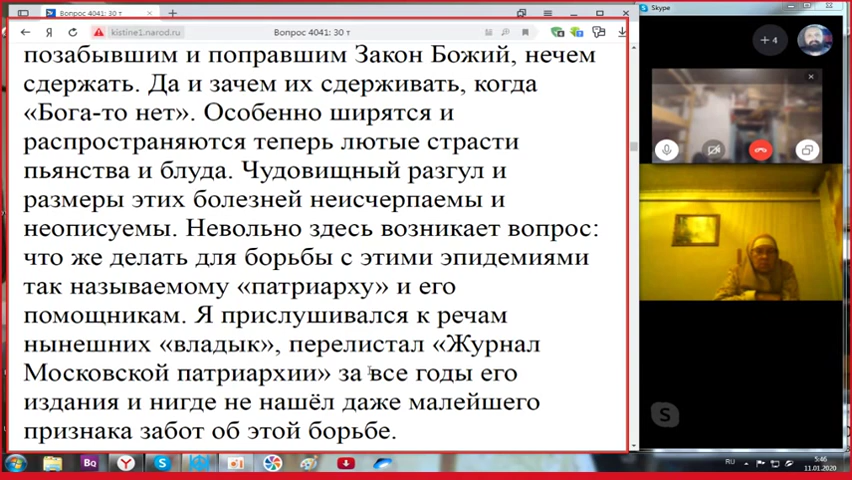 Вопрос 4041: 30 т
Skype
Я
kistine1.narod.ru
Вопрос 4041: 30 т
+4
позабывшим и поправшим Закон Божий, нечем
сдержать. Да и зачем их сдерживать, когда
«Бога-то нет». Особенно ширятся и
распространяются теперь лютые страсти
пьянства и блуда. Чудовищный разгул и
размеры этих болезней неисчерпаемы и
неописуемы. Невольно здесь возникает вопрос:
что же делать для борьбы с этими эпидемиями
так называемому «патриарху» и его
помощникам. Я прислушивался к речам
нынешних «владык», перелистал «Журнал
Московской патриархии» за все годы его
издания и нигде не нашёл даже малейшего
признака забот об этой борьбе.
Bq
RU
5:46
11.01.2020